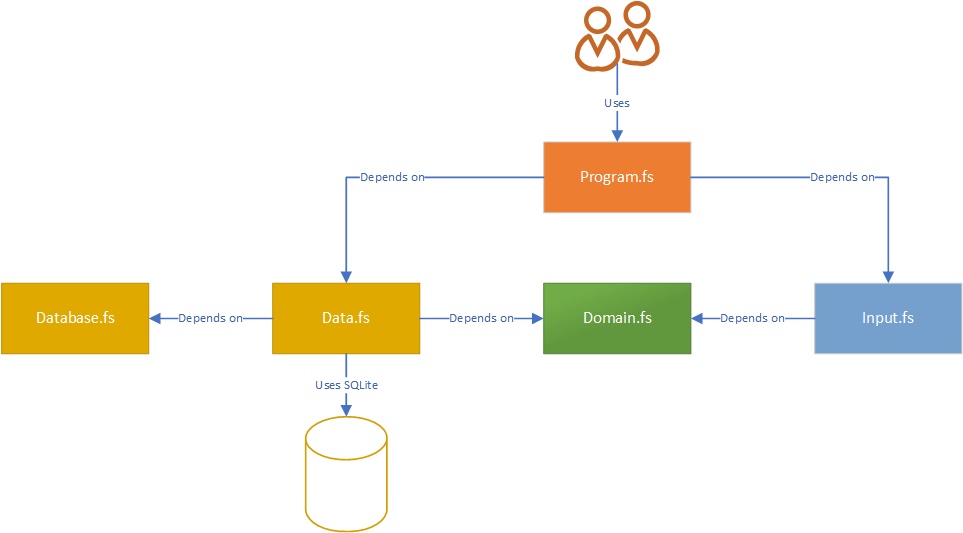 Uses
Program.fs
Depends on
Depends on
Database.fs
Depends on
Data.fs
Depends on
Domain.fs
Depends on
Input.fs
Uses SQLite